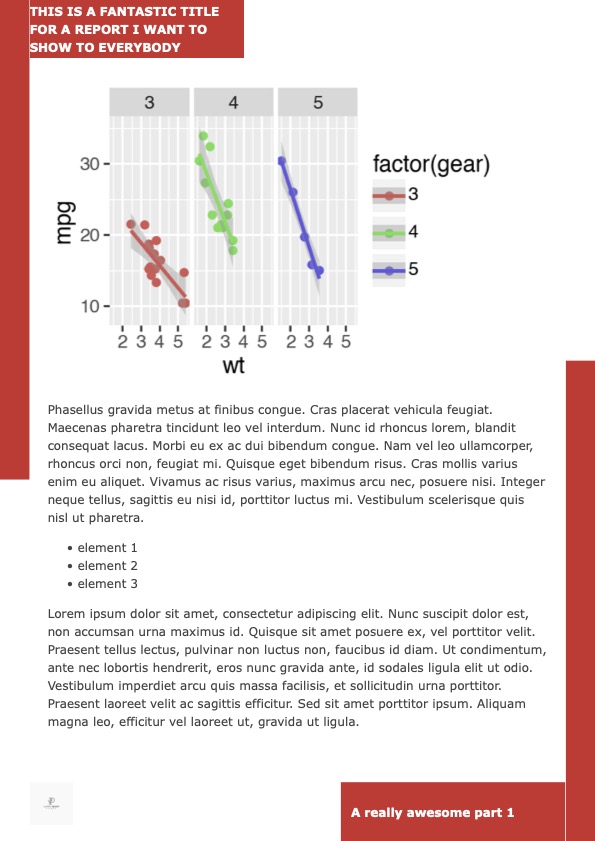 THIS IS A FANTASTIC TITLE
FOR A REPORT I WANT TO
SHOW TO EVERYBODY
3 4 5
factor(gear)
3
4
5
mpg
30
20
10
2 3 4 5 2 3 4 5 2 3 4 5
wt
Phasellus gravida metus at finibus congue. Cras placerat vehicula feugiat.
Maecenas pharetra tincidunt leo vel interdum. Nunc id rhoncus lorem, blandit
consequat lacus. Morbi eu ex ac dui bibendum congue. Nam vel leo ullamcorper,
rhoncus orci non, feugiat mi. Quisque eget bibendum risus. Cras mollis varius
enim eu aliquet. Vivamus ac risus varius, maximus arcu nec, posuere nisi. Integer
neque tellus, sagittis eu nisi id, porttitor luctus mi. Vestibulum scelerisque quis
nisl ut pharetra.
• element 1
• element 2
• element 3
Lorem ipsum dolor sit amet, consectetur adipiscing elit. Nunc suscipit dolor est,
non accumsan urna maximus id. Quisque sit amet posuere ex, vel porttitor velit.
Praesent tellus lectus, pulvinar non luctus non, faucibus id diam. Ut condimentum,
ante nec lobortis hendrerit, eros nunc gravida ante, id sodales ligula elit ut odio.
Vestibulum imperdiet arcu quis massa facilisis, et sollicitudin urna porttitor.
Praesent laoreet velit ac sagittis efficitur. Sed sit amet porttitor ipsum. Aliquam
magna leo, efficitur vel laoreet ut, gravida ut ligula.
A really awesome part 1